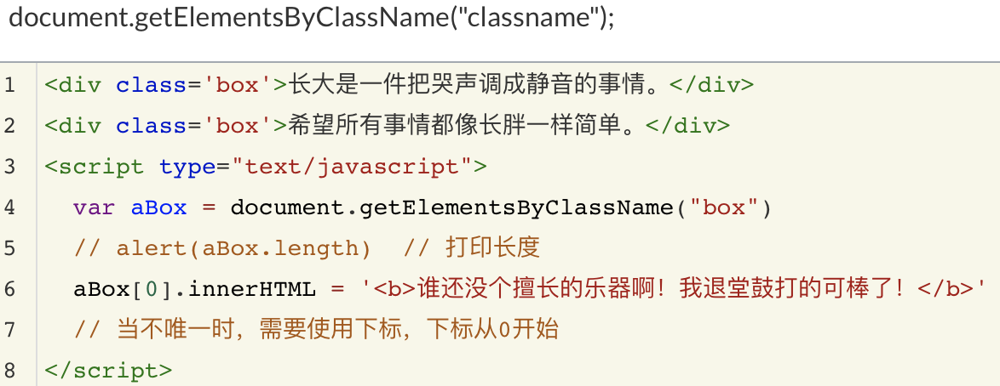 document.getElementsByClassName("classname");
1 <div class='box'>长大是一件把哭声调成静音的事情。</div>
2 <div class='box'>希望所有事情都像长胖一样简单。</div>
3 <script type="text/javascript">
4 var aBox = document.getElementsByClassName("box")
5 // alert(aBox.length) // 打印长度
6 aBox[0].innerHTML = '<b>谁还没个擅长的乐器啊！我退堂鼓打的可棒了！</b>'
7 // 当不唯一时，需要使用下标，下标从0开始
8 </script>